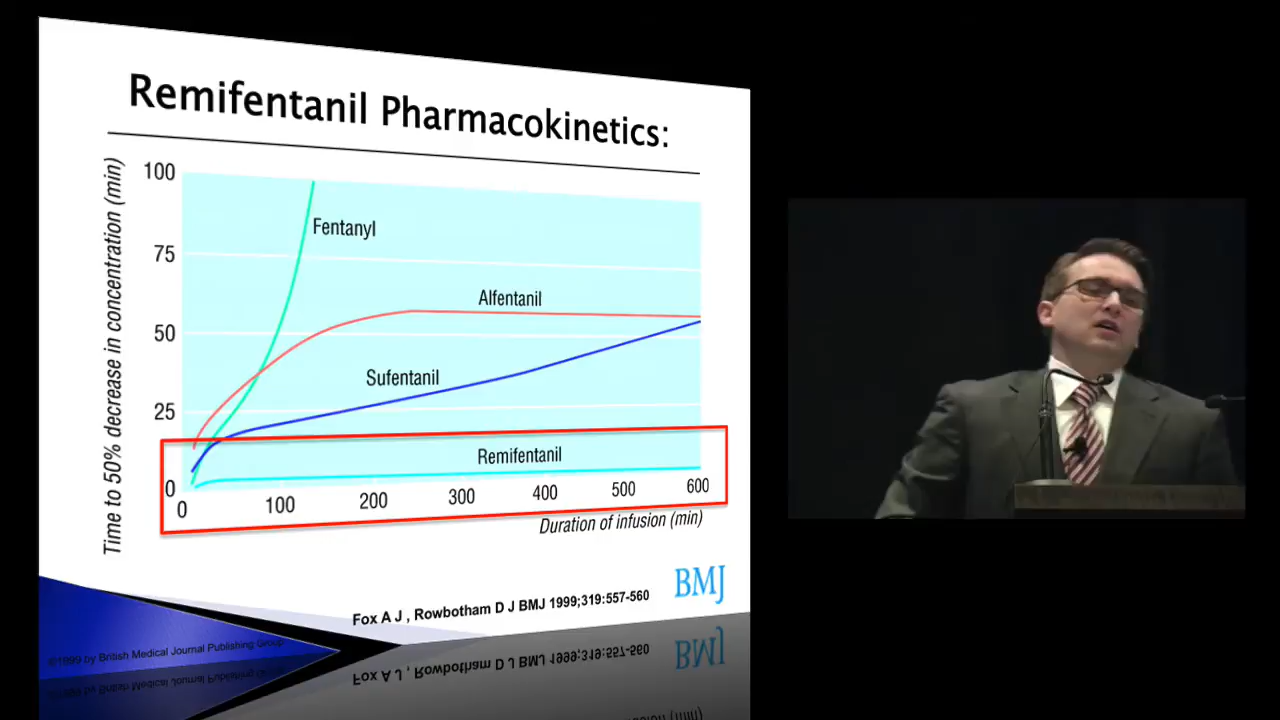 Remifentanil Pharmacokinetics:
Time to 50% decrease in concentration (min)
100
75
50
25
0
Fentanyl
Alfentanil
Sufentanil
Remifentanil
0 100 200 300 400 500 600
Duration of infusion (min)
BMJ
Fox A J , Rowbotham D J BMJ 1999;319:557-560
©1999 by British Medical Journal Publishing Group